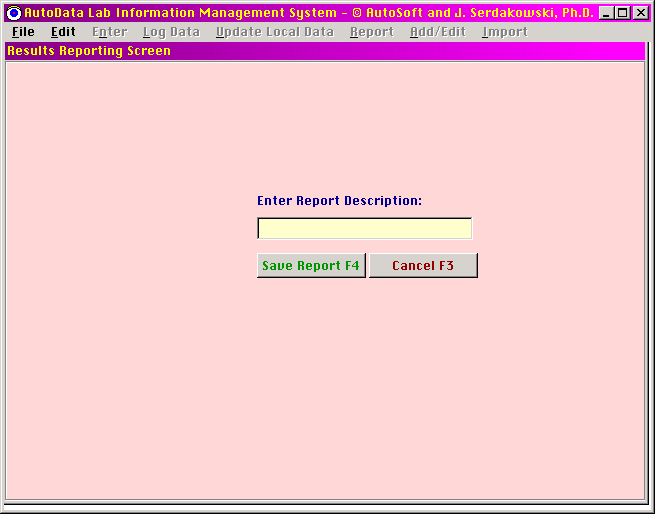 AutoData Lab Information Management System - © AutoSoft and J. Serdakowski, Ph.D.
File Edit Enter Log Data Update Local Data Report Add/Edit Import
Results Reporting Screen
Enter Report Description:
Save Report F4 Cancel F3